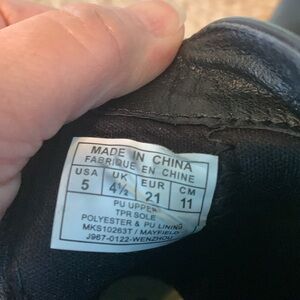 MADE IN CHINA
FABRIQUE EN CHINE
USA UK EUR CM
5 4½ 21 11
PU UPPER
TPR SOLE
POLYESTER & PU LINING
MKS10263T / MAYFIELD
J967-0122-WENZHOU